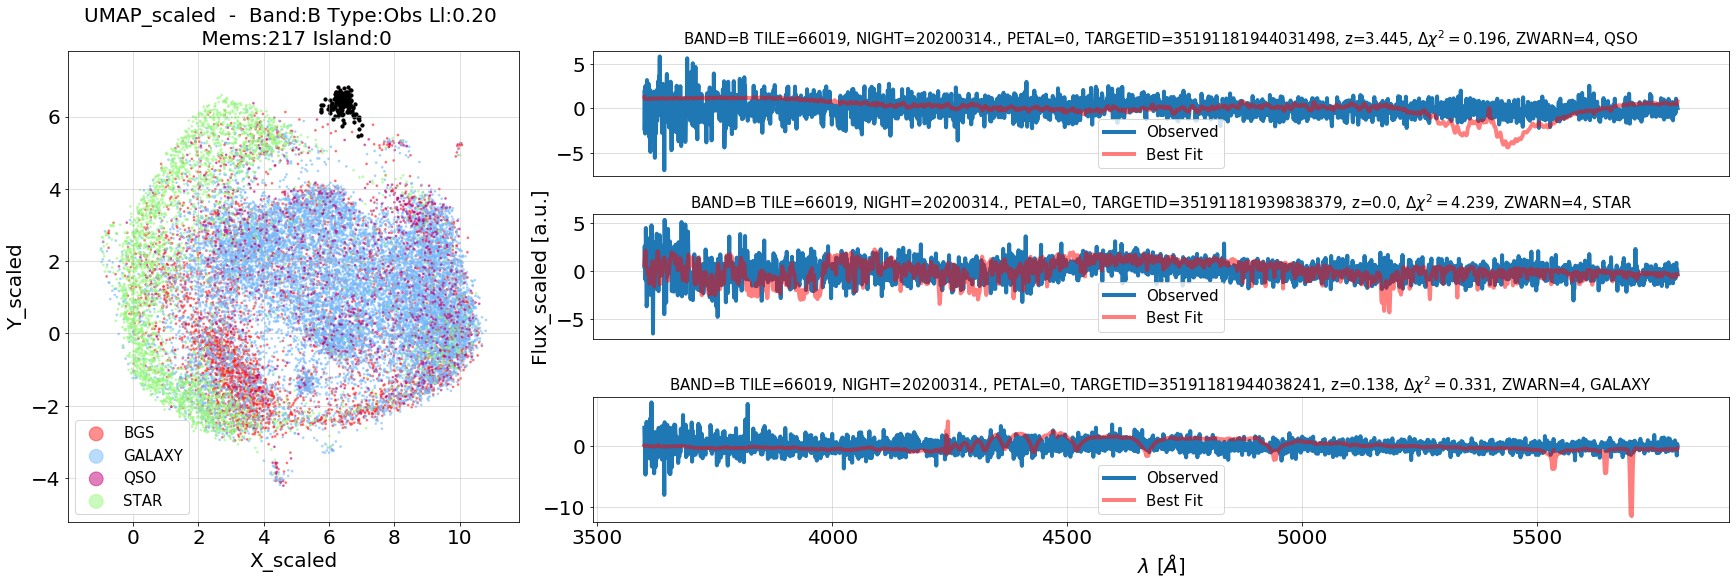 UMAP_scaled - Band:B Type:Obs Ll:0.20
Mems:217 Island:0
Y_scaled
6
4
2
0
−2
−4
BGS
GALAXY
QSO
STAR
0 2 4 6 8 10
X_scaled
Flux_scaled [a.u.]
BAND=B TILE=66019, NIGHT=20200314., PETAL=0, TARGETID=35191181944031498, z=3.445, Δχ² = 0.196, ZWARN=4, QSO
5
0
−5
Observed
Best Fit
BAND=B TILE=66019, NIGHT=20200314., PETAL=0, TARGETID=35191181939838379, z=0.0, Δχ² = 4.239, ZWARN=4, STAR
5
0
−5
Observed
Best Fit
BAND=B TILE=66019, NIGHT=20200314., PETAL=0, TARGETID=35191181944038241, z=0.138, Δχ² = 0.331, ZWARN=4, GALAXY
0
−10
Observed
Best Fit
3500 4000 4500 5000 5500
λ [Å]